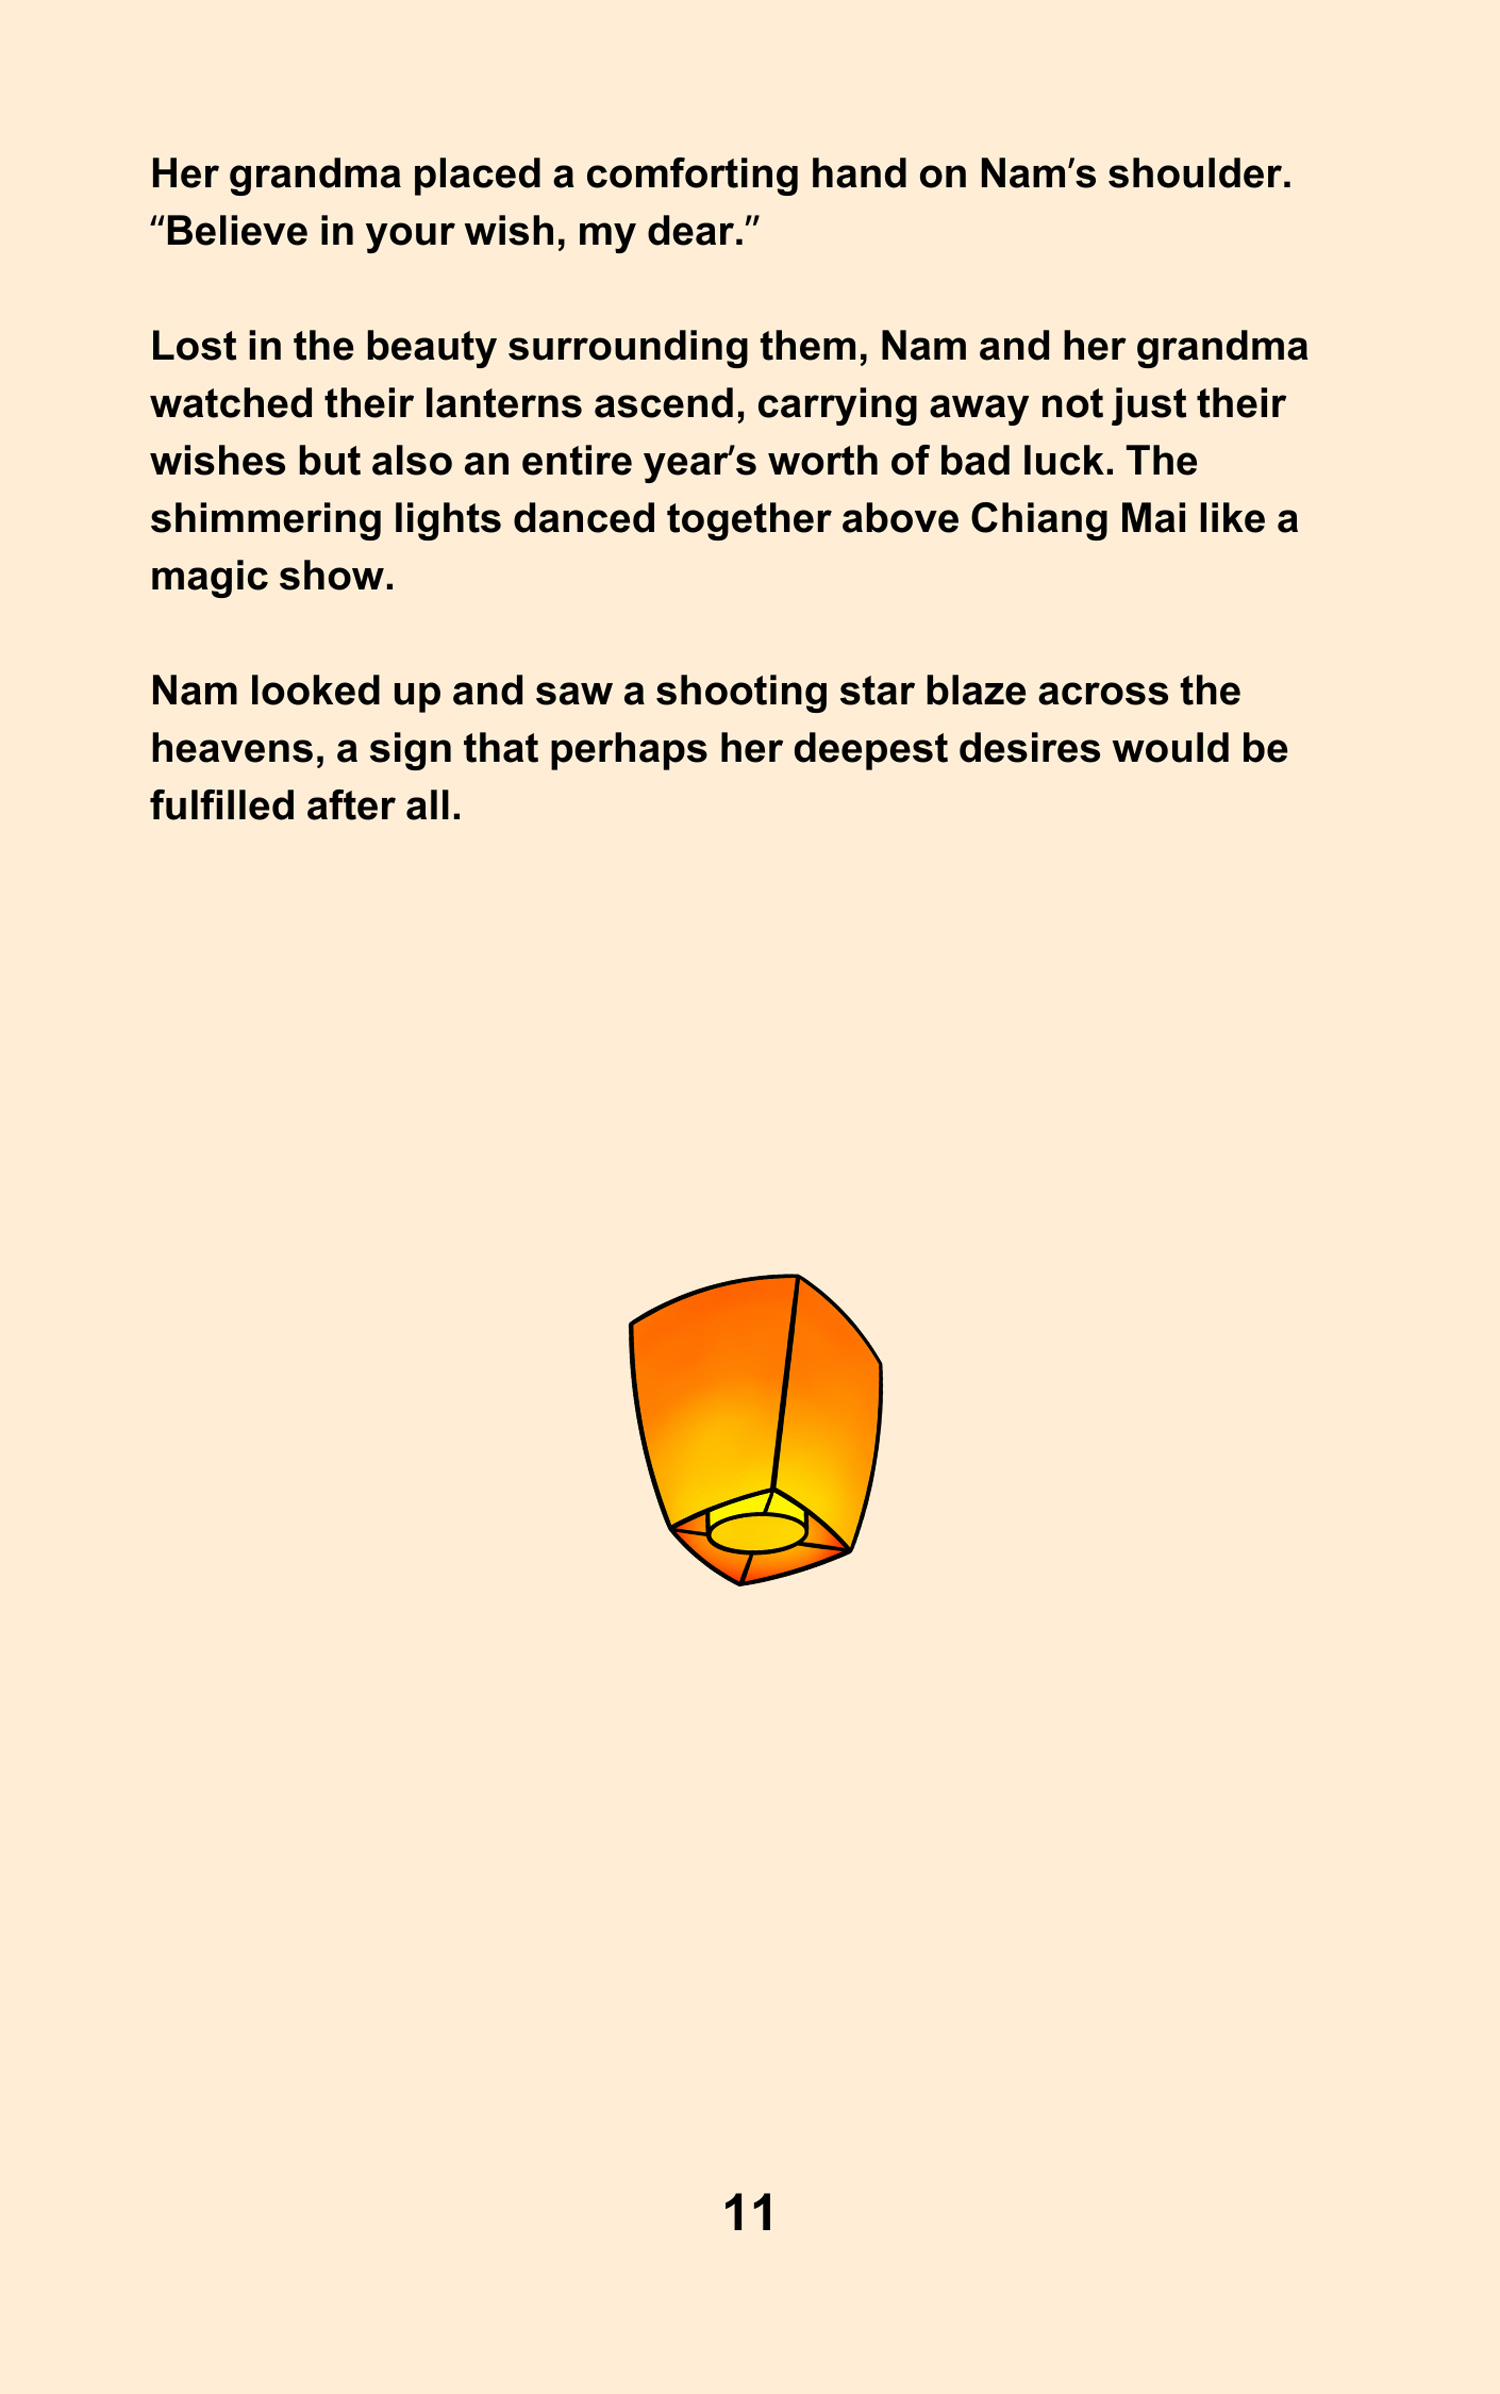 Her grandma placed a comforting hand on Nam's shoulder.
“Believe in your wish, my dear.”
Lost in the beauty surrounding them, Nam and her grandma
watched their lanterns ascend, carrying away not just their
wishes but also an entire year's worth of bad luck. The
shimmering lights danced together above Chiang Mai like a
magic show.
Nam looked up and saw a shooting star blaze across the
heavens, a sign that perhaps her deepest desires would be
fulfilled after all.
11